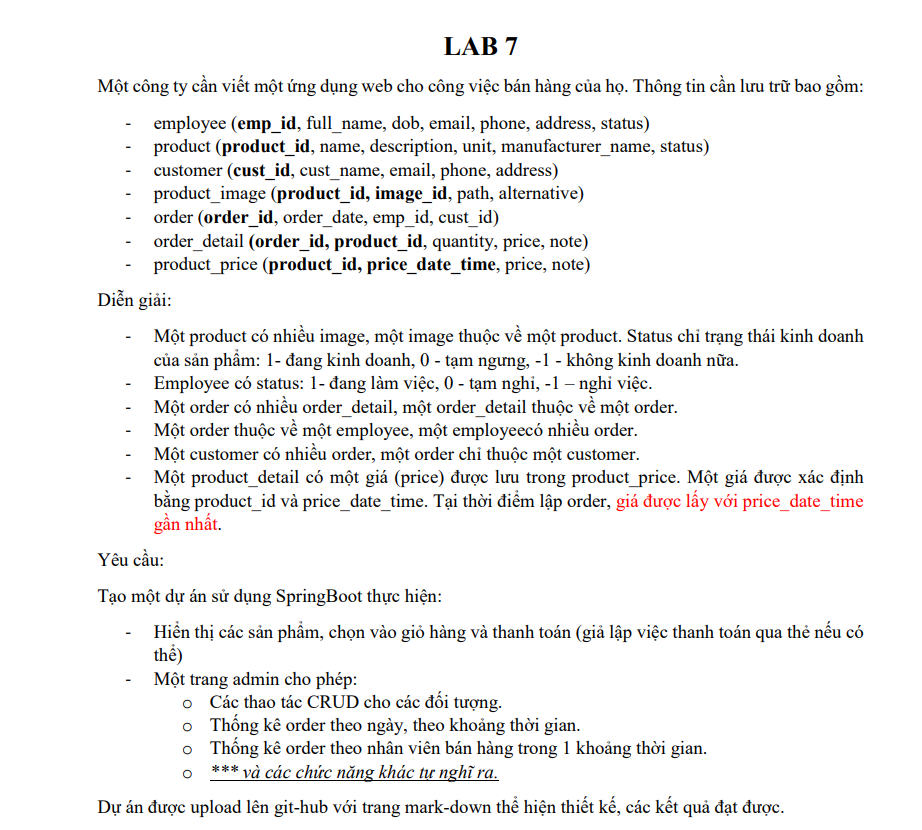 LAB 7
Một công ty cần viết một ứng dụng web cho công việc bán hàng của họ. Thông tin cần lưu trữ bao gồm:
- employee (emp_id, full_name, dob, email, phone, address, status)
- product (product_id, name, description, unit, manufacturer_name, status)
- customer (cust_id, cust_name, email, phone, address)
- product_image (product_id, image_id, path, alternative)
- order (order_id, order_date, emp_id, cust_id)
- order_detail (order_id, product_id, quantity, price, note)
- product_price (product_id, price_date_time, price, note)
Diễn giải:
- Một product có nhiều image, một image thuộc về một product. Status chỉ trạng thái kinh doanh
của sản phẩm: 1- đang kinh doanh, 0 - tạm ngưng, -1 - không kinh doanh nữa.
- Employee có status: 1- đang làm việc, 0 - tạm nghỉ, -1 – nghỉ việc.
- Một order có nhiều order_detail, một order_detail thuộc về một order.
- Một order thuộc về một employee, một employeecó nhiều order.
- Một customer có nhiều order, một order chỉ thuộc một customer.
- Một product_detail có một giá (price) được lưu trong product_price. Một giá được xác định
bằng product_id và price_date_time. Tại thời điểm lập order, giá được lấy với price_date_time
gần nhất.
Yêu cầu:
Tạo một dự án sử dụng SpringBoot thực hiện:
- Hiển thị các sản phẩm, chọn vào giỏ hàng và thanh toán (giả lập việc thanh toán qua thẻ nếu có
thể)
- Một trang admin cho phép:
o Các thao tác CRUD cho các đối tượng.
o Thống kê order theo ngày, theo khoảng thời gian.
o Thống kê order theo nhân viên bán hàng trong 1 khoảng thời gian.
o *** và các chức năng khác tự nghĩ ra.
Dự án được upload lên git-hub với trang mark-down thể hiện thiết kế, các kết quả đạt được.